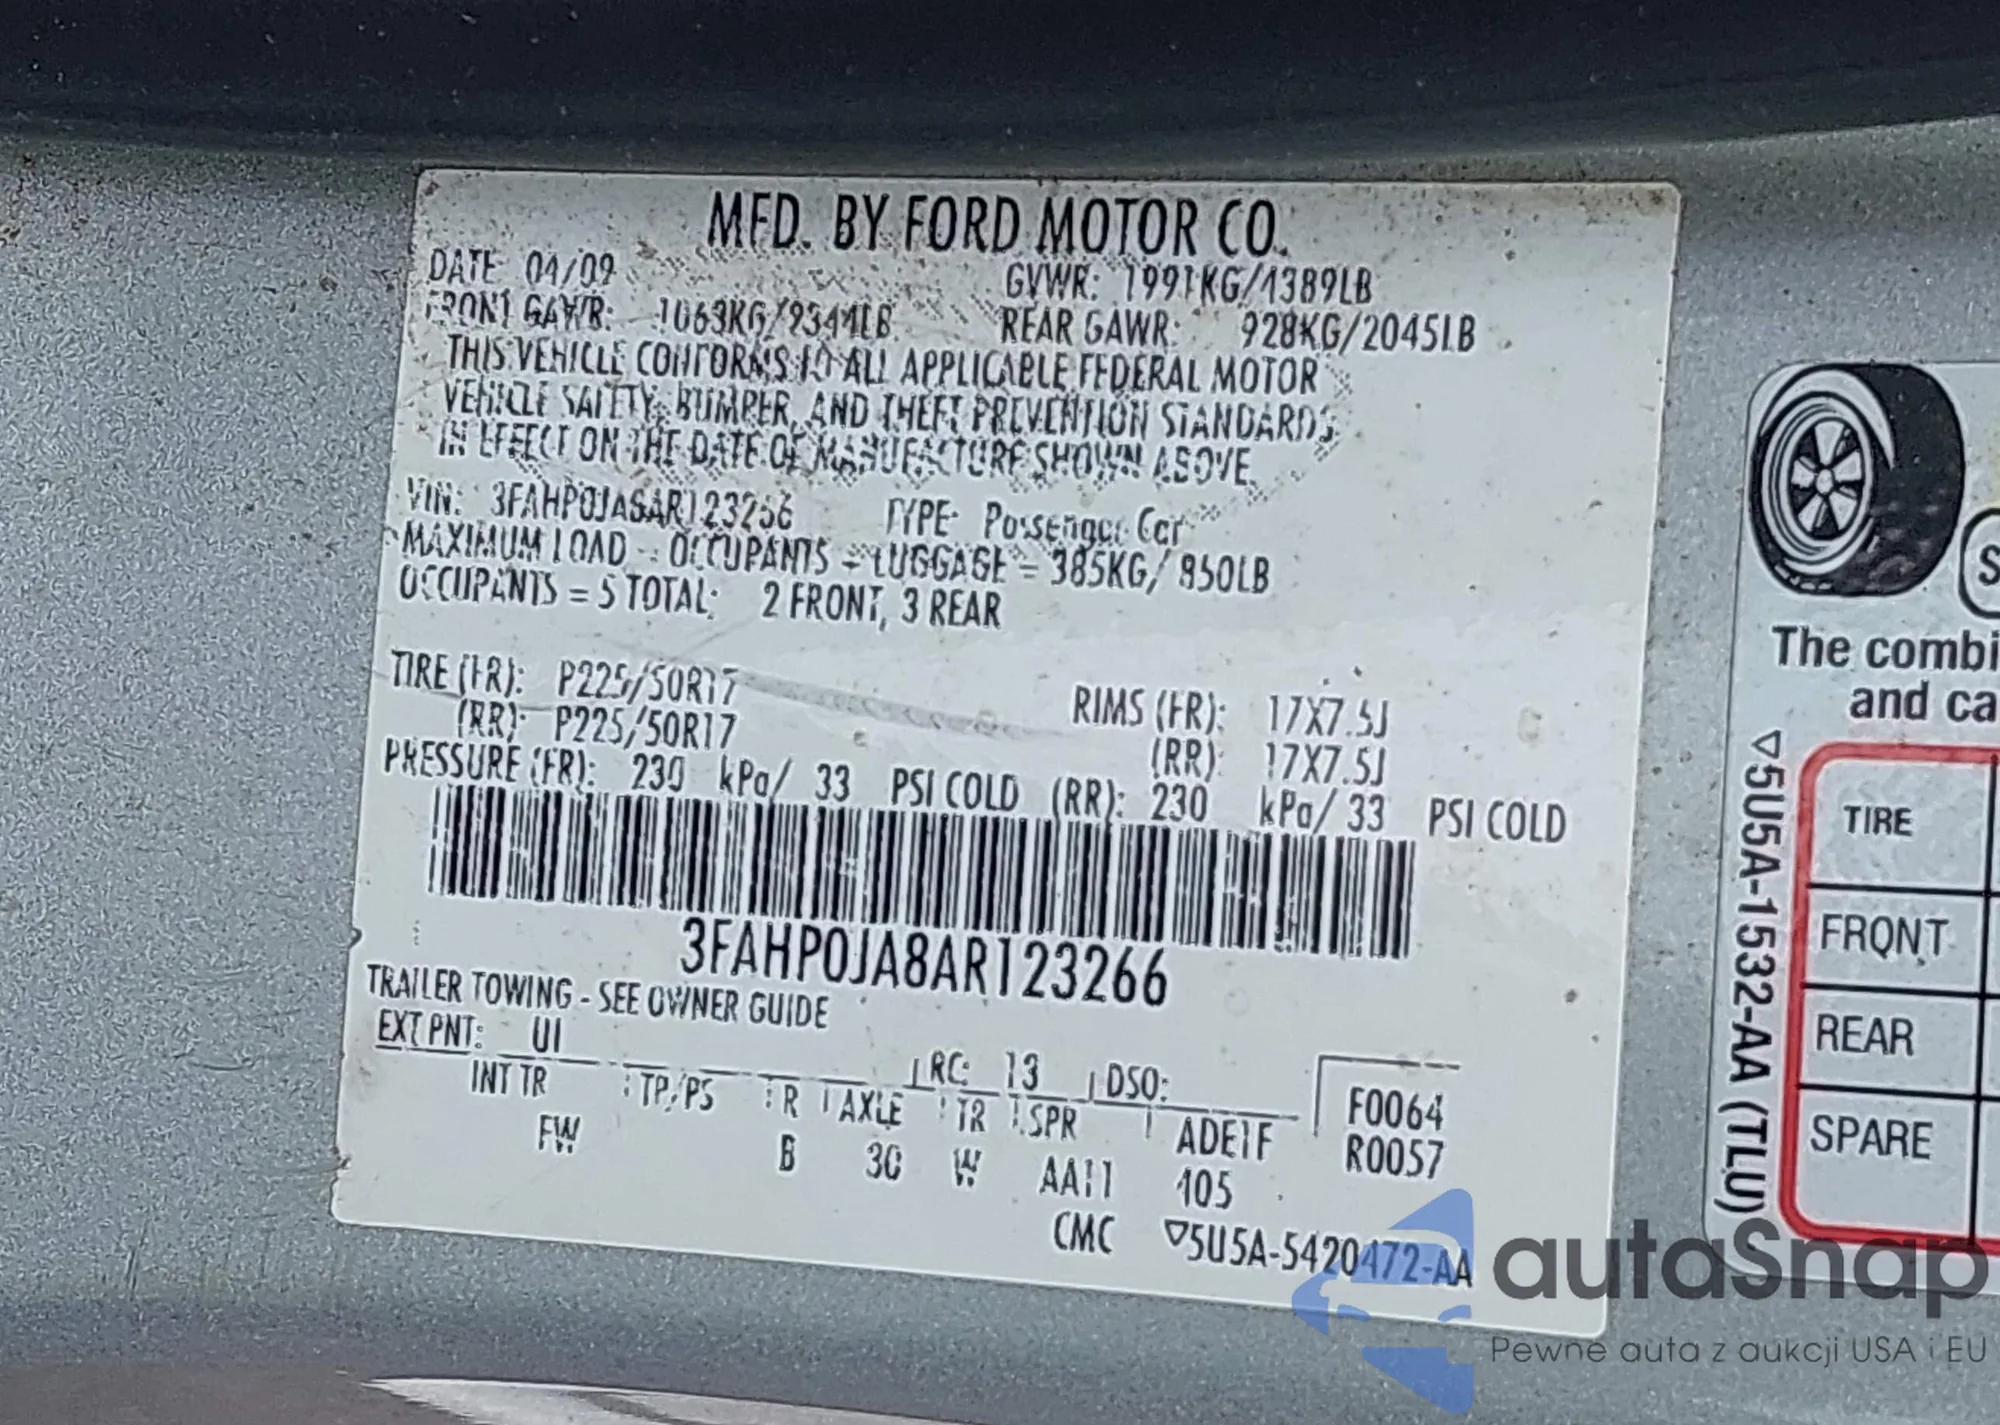 MFD. BY FORD MOTOR CO.
DATE 04/09 GVWR: 1991KG/4389LB
FRONT GAWR: 1063KG/2344LB REAR GAWR: 928KG/2045LB
THIS VEHICLE CONFORMS TO ALL APPLICABLE FEDERAL MOTOR
VEHICLE SAFETY, BUMPER, AND THEFT PREVENTION STANDARDS
IN EFFECT ON THE DATE OF MANUFACTURE SHOWN ABOVE.
VIN: 3FAHP0JA8AR123266 TYPE: Passenger Car
MAXIMUM LOAD = OCCUPANTS + LUGGAGE = 385KG/ 850LB
OCCUPANTS = 5 TOTAL: 2 FRONT, 3 REAR
TIRE (FR): P225/50R17 RIMS (FR): 17X7.5J
(RR): P225/50R17 (RR): 17X7.5J
PRESSURE (FR): 230 kPa/ 33 PSI COLD (RR): 230 kPa/ 33 PSI COLD
3FAHP0JA8AR123266
TRAILER TOWING - SEE OWNER GUIDE
EXT PNT: UI RC: 13 DSO:
INT TR TP/PS R AXLE TR SPR ADEIF F0064
FW B 30 W AA11 105 R0057
CMC ▽5U5A-5420472-AA
S
The combi
and ca
▽5U5A-1532-AA (TLU)
TIRE
FRONT
REAR
SPARE
autaSnap
Pewne auta z aukcji USA i EU